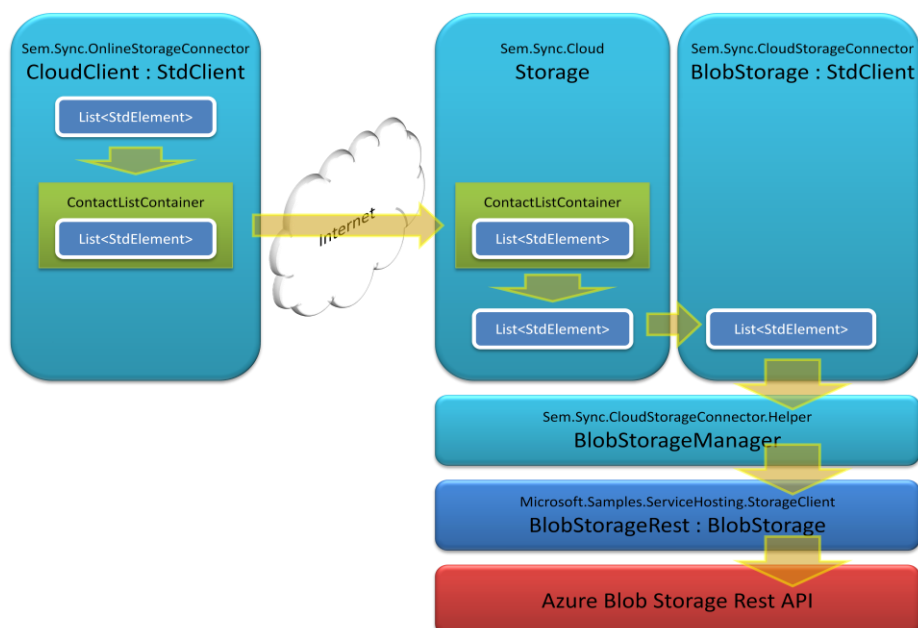 Sem.Sync.OnlineStorageConnector
CloudClient : StdClient
List<StdElement>
ContactListContainer
List<StdElement>
Internet
Sem.Sync.Cloud
Storage
ContactListContainer
List<StdElement>
List<StdElement>
Sem.Sync.CloudStorageConnector
BlobStorage : StdClient
List<StdElement>
Sem.Sync.CloudStorageConnector.Helper
BlobStorageManager
Microsoft.Samples.ServiceHosting.StorageClient
BlobStorageRest : BlobStorage
Azure Blob Storage Rest API